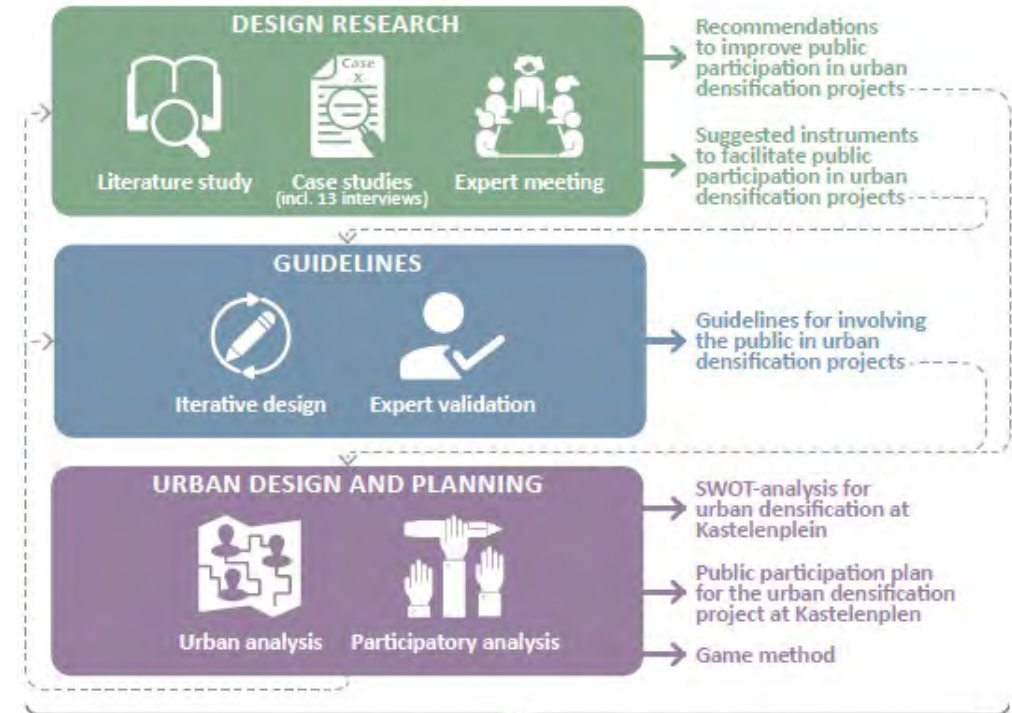 DESIGN RESEARCH
Case
x
Literature study
Case studies
(incl. 13 interviews)
Expert meeting
Recommendations
to improve public
participation in urban
densification projects
Suggested instruments
to facilitate public
participation in urban
densification projects
GUIDELINES
Iterative design
Expert validation
Guidelines for involving
the public in urban
densification projects
URBAN DESIGN AND PLANNING
Urban analysis
Participatory analysis
SWOT-analysis for
urban densification at
Kastelenplein
Public participation plan
for the urban densification
project at Kastelenplen
Game method